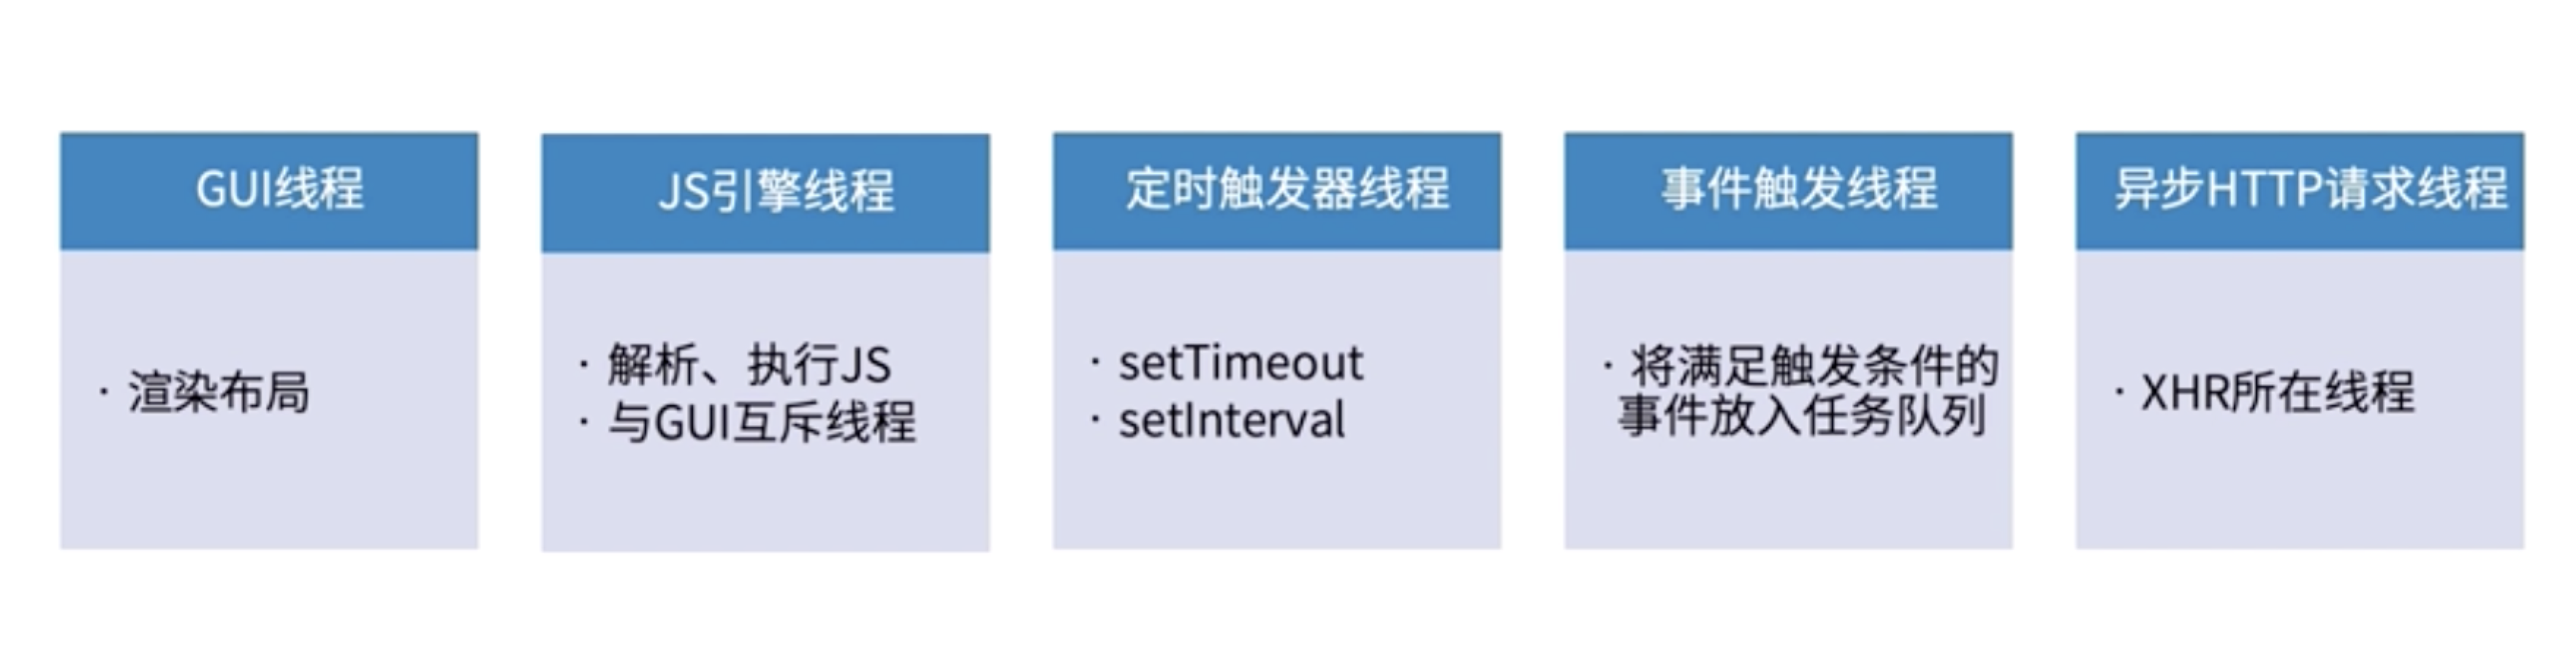 GUI线程
· 渲染布局
JS引擎线程
· 解析、执行JS
· 与GUI互斥线程
定时触发器线程
· setTimeout
· setInterval
事件触发线程
· 将满足触发条件的
事件放入任务队列
异步HTTP请求线程
· XHR所在线程